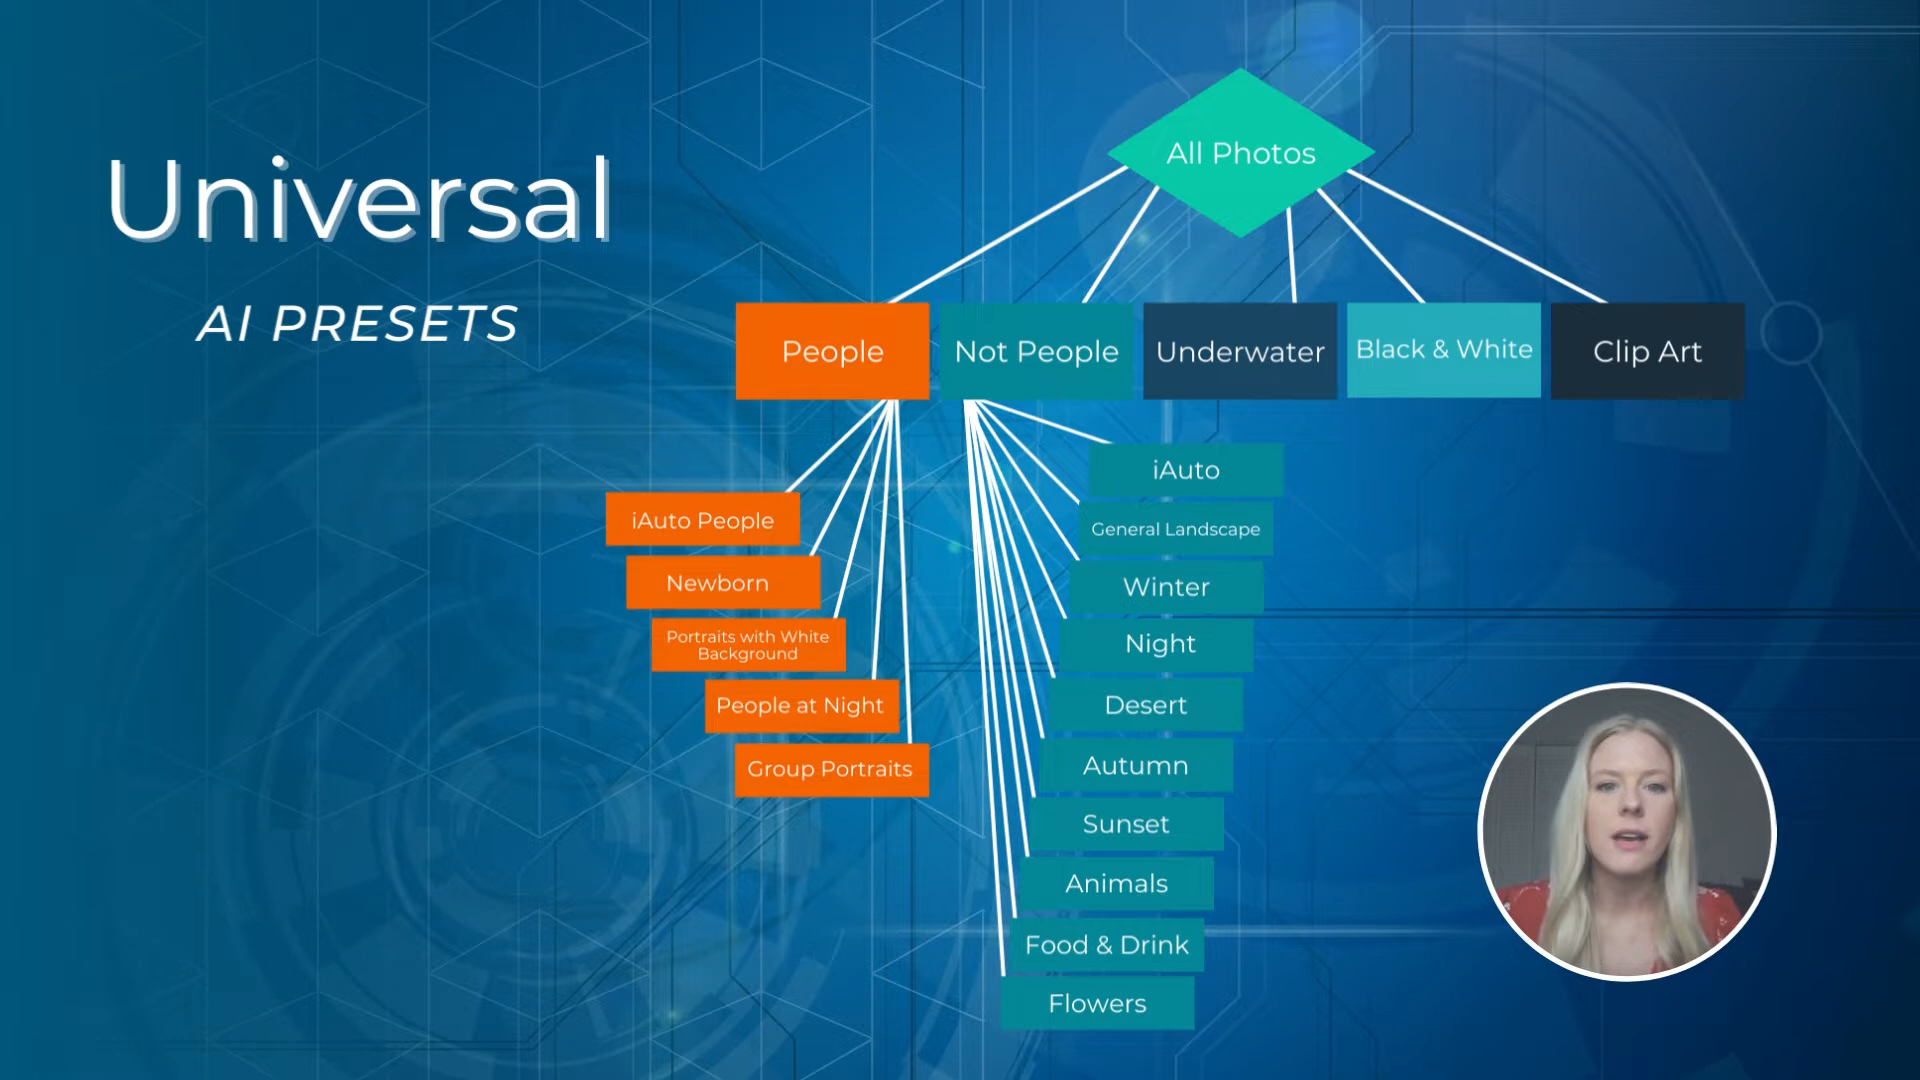 Universal
AI PRESETS
All Photos
People
Not People
Underwater
Black & White
Clip Art
iAuto People
Newborn
Portraits with White
Background
People at Night
Group Portraits
iAuto
General Landscape
Winter
Night
Desert
Autumn
Sunset
Animals
Food & Drink
Flowers